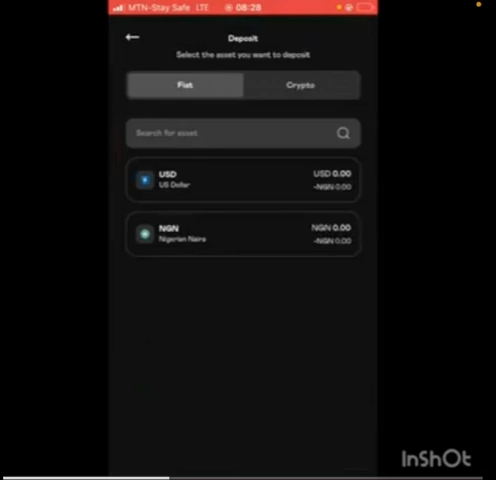 MTN-Stay Safe LTE 08:28
Deposit
Select the asset you want to deposit
Fiat Crypto
Search for asset
USD USD 0.00
US Dollar ~NGN 0.00
NGN NGN 0.00
Nigerian Naira ~NGN 0.00
InShOt